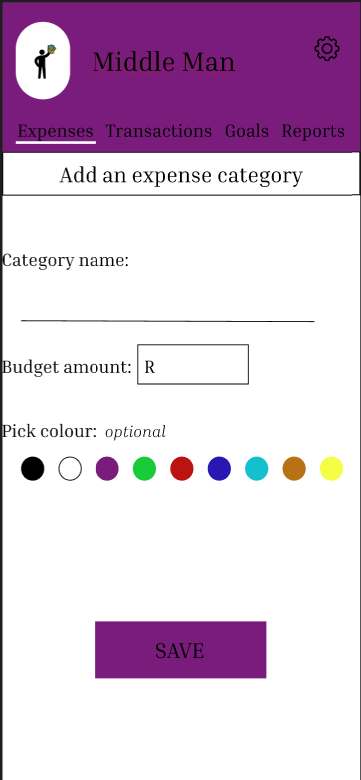 Middle Man
Expenses Transactions Goals Reports
Add an expense category
Category name:
Budget amount: R
Pick colour: optional
SAVE